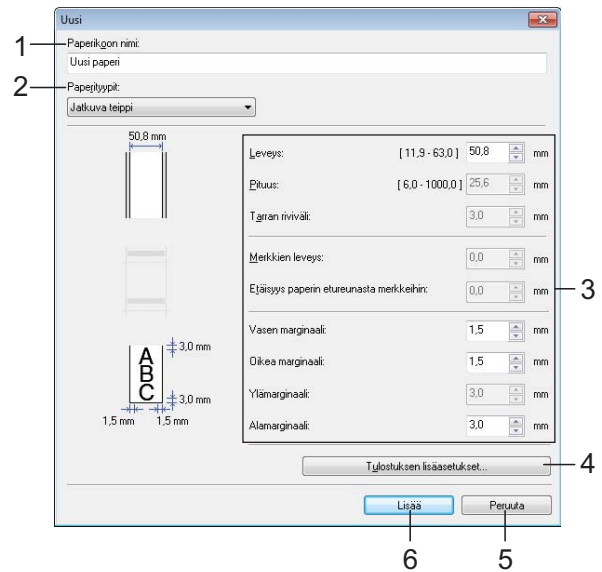 Uusi
1
Paperikoon nimi:
Uusi paperi
2
Paperityypit:
Jatkuva teippi
50,8 mm
Leveys: [ 11,9 - 63,0 ] 50,8 mm
Pituus: [ 6,0 - 1000,0 ] 25,6 mm
Tarran riviväli: 3,0 mm
Merkkien leveys: 0,0 mm
Etäisyys paperin etureunasta merkkeihin: 0,0 mm
3
Vasen marginaali: 1,5 mm
Oikea marginaali: 1,5 mm
Ylämarginaali: 3,0 mm
Alamarginaali: 3,0 mm
A
B
C
3,0 mm
3,0 mm
1,5 mm 1,5 mm
Tulostuksen lisäasetukset...
4
Lisää Peruuta
6 5